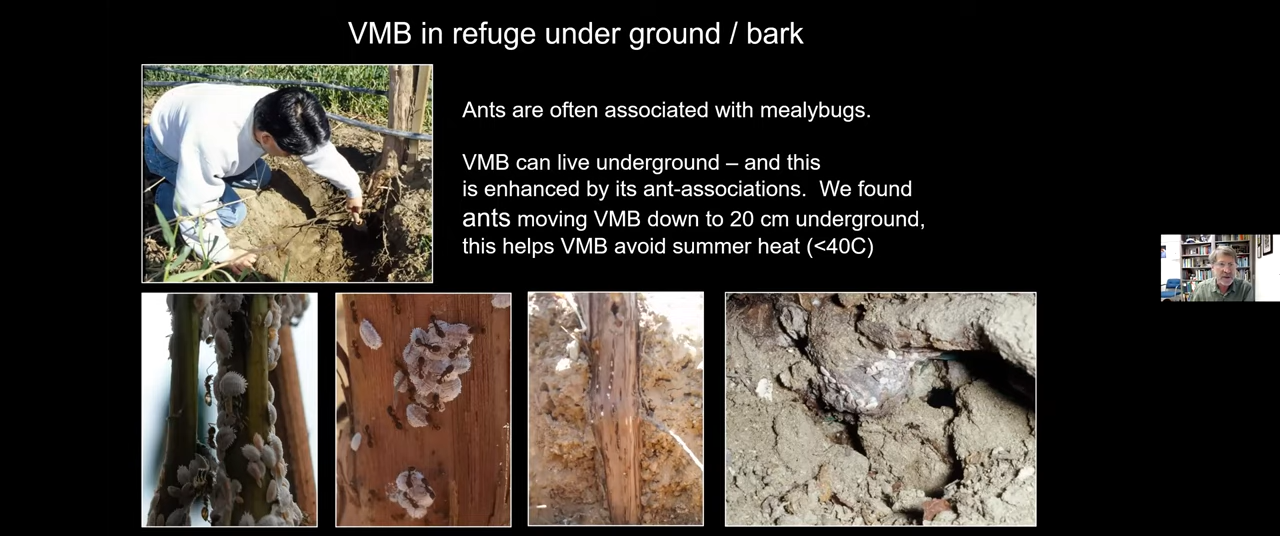 VMB in refuge under ground / bark
Ants are often associated with mealybugs.
VMB can live underground – and this
is enhanced by its ant-associations. We found
ants moving VMB down to 20 cm underground,
this helps VMB avoid summer heat (<40C)